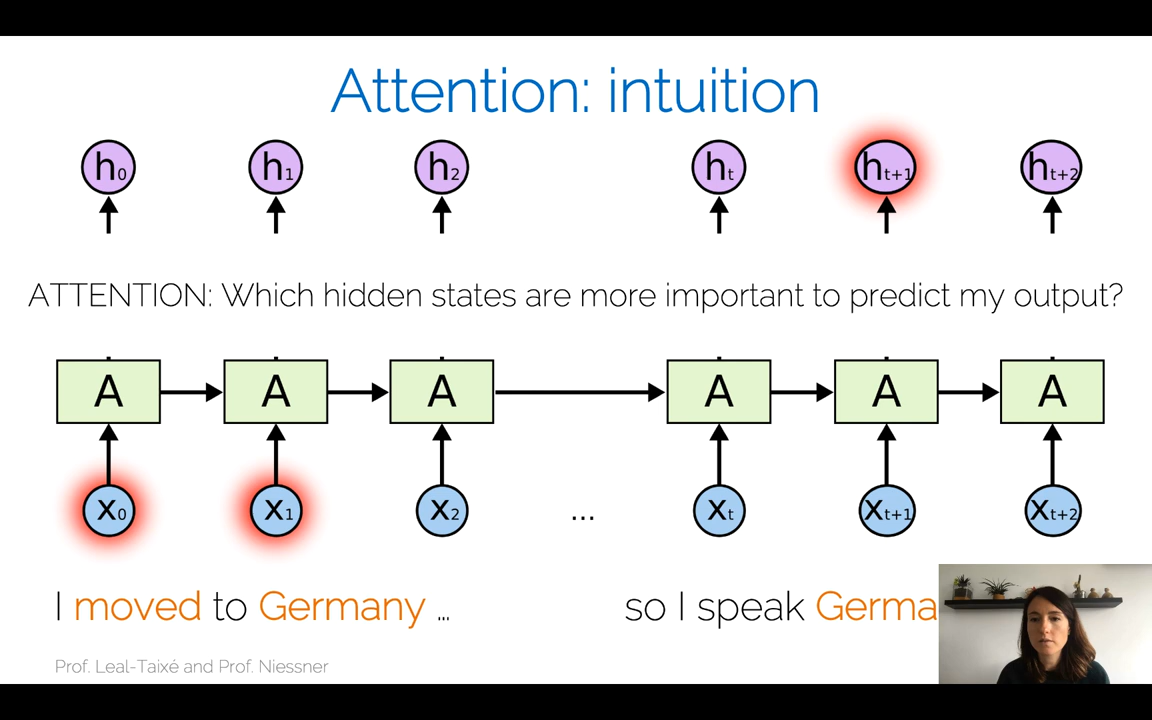 Attention: intuition
h0 h1 h2 ht ht+1 ht+2
ATTENTION: Which hidden states are more important to predict my output?
A A A A A A
x0 x1 x2 ... xt xt+1 xt+2
I moved to Germany ... so I speak Germa
Prof. Leal-Taixé and Prof. Niessner